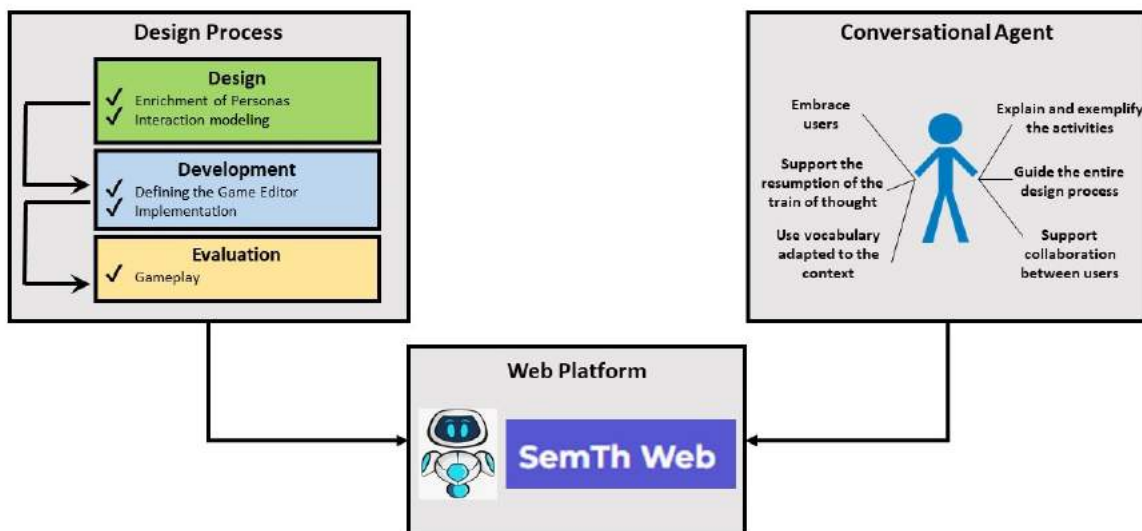 Design Process
Design
✓ Enrichment of Personas
✓ Interaction modeling
Development
✓ Defining the Game Editor
✓ Implementation
Evaluation
✓ Gameplay
Conversational Agent
Embrace
users
Support the
resumption of the
train of thought
Use vocabulary
adapted to the
context
Explain and exemplify
the activities
Guide the entire
design process
Support
collaboration
between users
Web Platform
SemTh Web